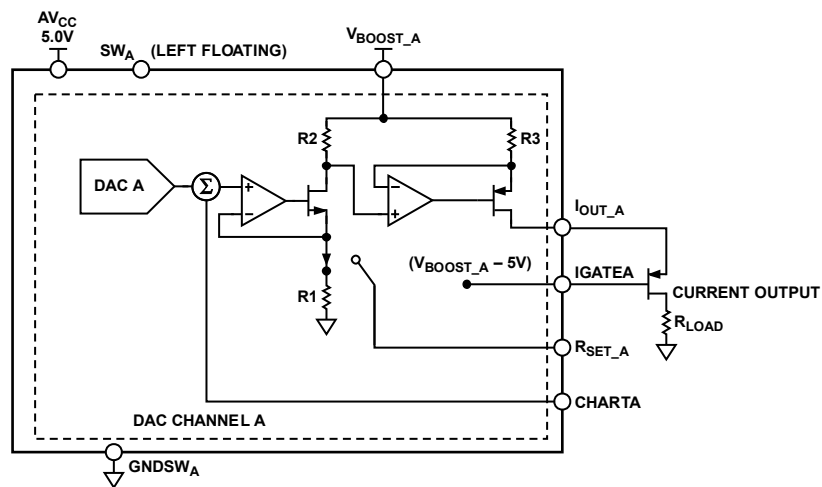 AVCC
5.0V
SWA (LEFT FLOATING)
VBOOST_A
R2
R3
DAC A
Σ
+
–
–
+
IOUT_A
(VBOOST_A – 5V)
IGATEA
CURRENT OUTPUT
R1
RLOAD
RSET_A
CHARTA
DAC CHANNEL A
GNDSWA